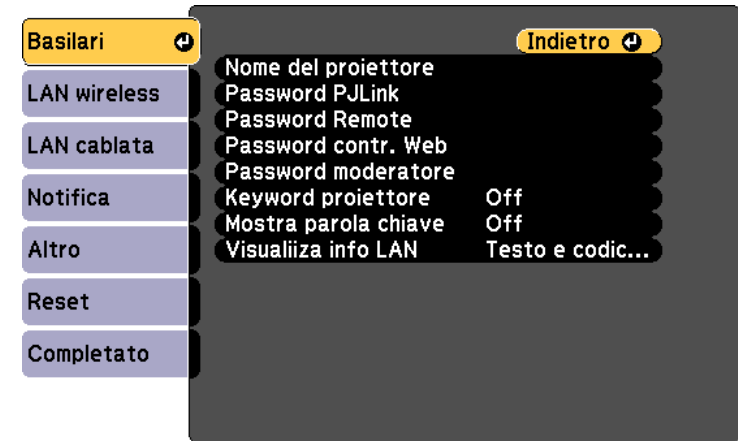 Basilari
LAN wireless
LAN cablata
Notifica
Altro
Reset
Completato
Indietro
Nome del proiettore
Password PJLink
Password Remote
Password contr. Web
Password moderatore
Keyword proiettore Off
Mostra parola chiave Off
Visualiiza info LAN Testo e codic...